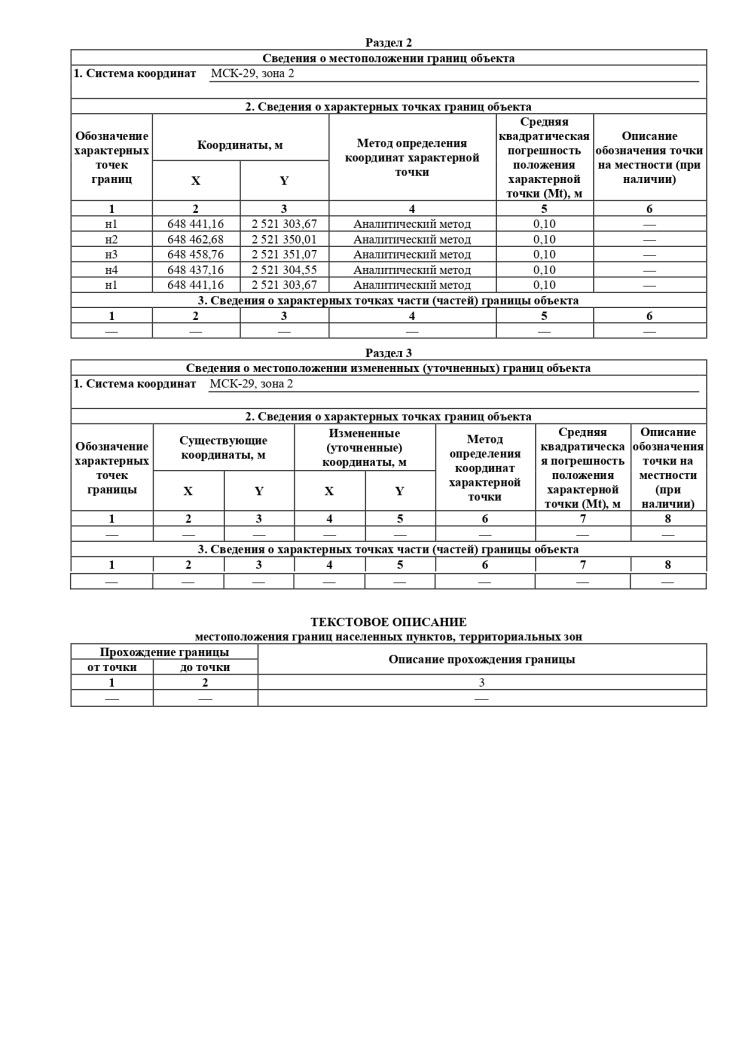 Раздел 2
Сведения о местоположении границ объекта
1. Система координат МСК-29, зона 2
2. Сведения о характерных точках границ объекта
Обозначение характерных точек границ
Координаты, м
Метод определения координат характерной точки
Средняя квадратическая погрешность положения характерной точки (Mt), м
Описание обозначения точки на местности (при наличии)
X Y
1 2 3 4 5 6
н1 648 441,16 2 521 303,67 Аналитический метод 0,10 —
н2 648 462,68 2 521 350,01 Аналитический метод 0,10 —
н3 648 458,76 2 521 351,07 Аналитический метод 0,10 —
н4 648 437,16 2 521 304,55 Аналитический метод 0,10 —
н1 648 441,16 2 521 303,67 Аналитический метод 0,10 —
3. Сведения о характерных точках части (частей) границы объекта
1 2 3 4 5 6
— — — — — —
Раздел 3
Сведения о местоположении измененных (уточненных) границ объекта
1. Система координат МСК-29, зона 2
2. Сведения о характерных точках границ объекта
Обозначение характерных точек границы
Существующие координаты, м
Измененные (уточненные) координаты, м
Метод определения координат характерной точки
Средняя квадратическа я погрешность положения характерной точки (Mt), м
Описание обозначения точки на местности (при наличии)
X Y X Y
1 2 3 4 5 6 7 8
— — — — — — — —
3. Сведения о характерных точках части (частей) границы объекта
1 2 3 4 5 6 7 8
— — — — — — — —
ТЕКСТОВОЕ ОПИСАНИЕ
местоположения границ населенных пунктов, территориальных зон
Прохождение границы
Описание прохождения границы
от точки до точки
1 2 3
— — —